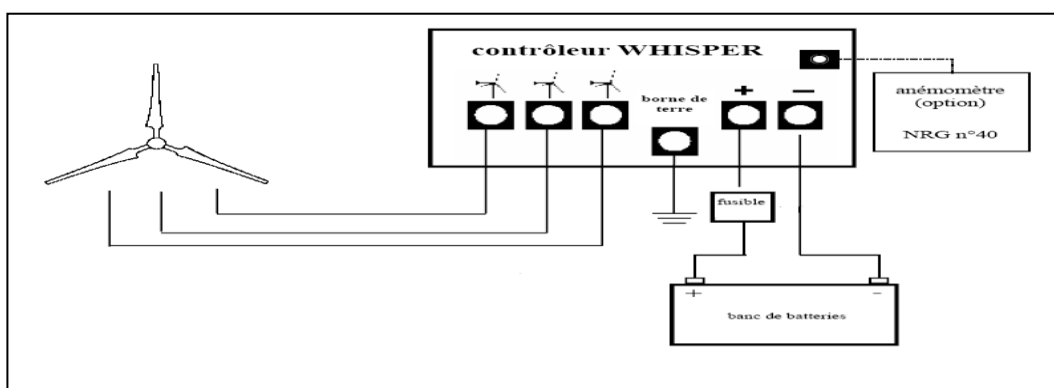 contrôleur WHISPER
borne de
terre
+
−
anémomètre
(option)
NRG n°40
fusible
+
-
banc de batteries